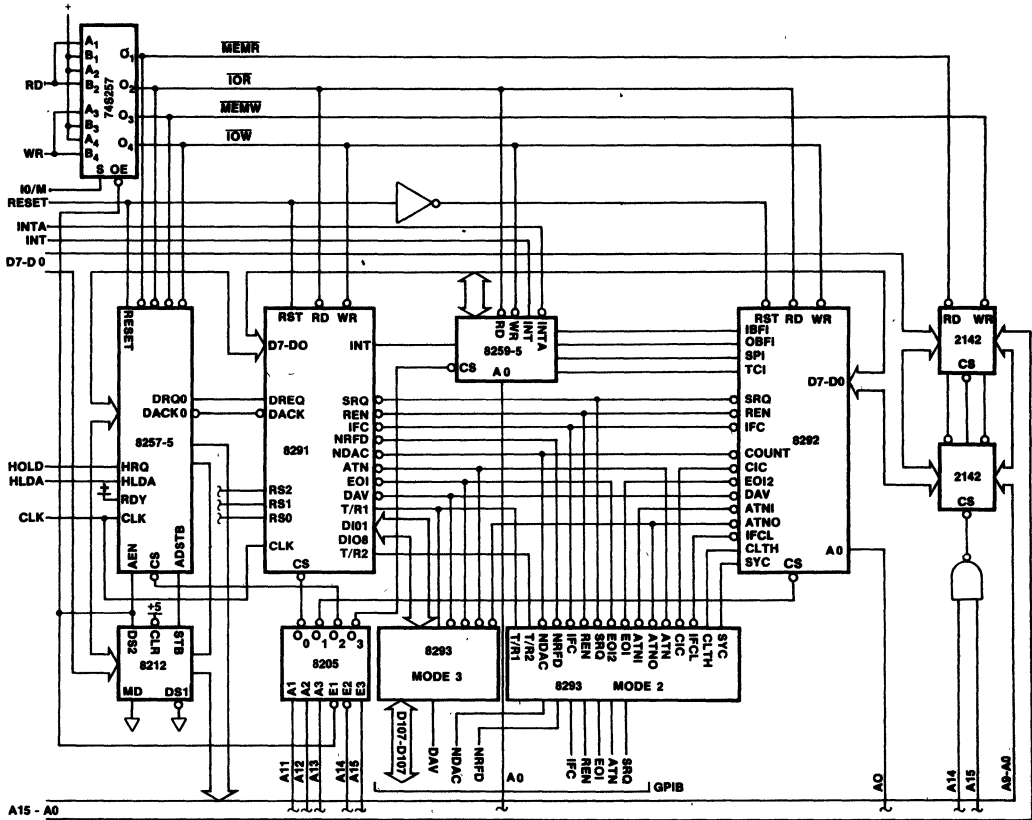 +
A1
B1
A2
B2
A3
B3
A4
B4
RD
WR
74S257
O1
O2
O3
O4
S OE
MEMR
IOR
MEMW
IOW
I0/M
RESET
INTA
INT
D7-D0
RESET
DRQ0
DACK0
8257-5
HOLD
HRQ
HLDA
HLDA
RDY
CLK
CLK
AEN
CS
ADSTB
+
+5
DS2
CLR
STB
8212
MD
DS1
RST RD WR
D7-DO
INT
DREQ
DACK
8291
RS2
RS1
RS0
CLK
CS
SRQ
REN
IFC
NRFD
NDAC
ATN
EOI
DAV
T/R1
DI01
DIO8
T/R2
RD
WR
INT
INTA
8259-5
CS
A0
RST RD WR
IBFI
OBFI
SPI
TCI
D7-D0
SRQ
REN
IFC
8292
COUNT
CIC
EOI2
DAV
ATNI
ATNO
IFCL
CLTH
SYC
A0
CS
RD WR
2142
CS
2142
CS
O0
O1
O2
O3
8205
A1
A2
A3
E1
E2
E3
8293
MODE 3
T/R1
T/R2
NDAC
NRFD
IFC
REN
SRQ
EOI2
EOI
ATNI
ATNO
ATN
CIC
IFCL
CLTH
SYC
8293 MODE 2
A11
A12
A13
A14
A15
D107-D107
DAV
NDAC
NRFD
A0
IFC
REN
EOI
ATN
SRQ
GPIB
AO
A14
A15
A9-A0
A15 - A0